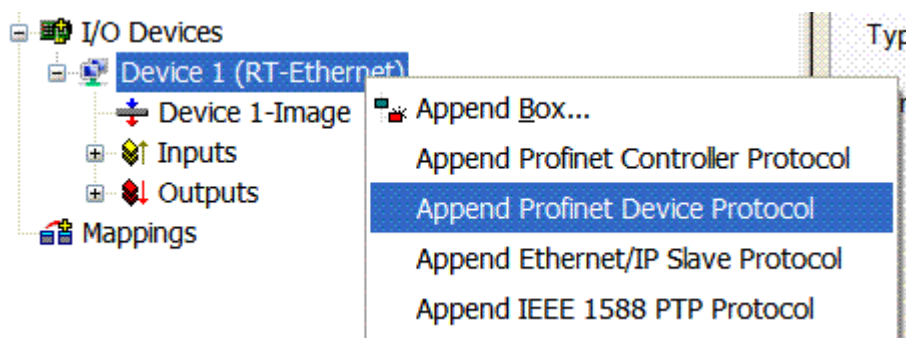 I/O Devices
Typ
Device 1 (RT-Ethernet)
Device 1-Image
Append Box...
Inputs
Append Profinet Controller Protocol
Outputs
Append Profinet Device Protocol
Mappings
Append Ethernet/IP Slave Protocol
Append IEEE 1588 PTP Protocol